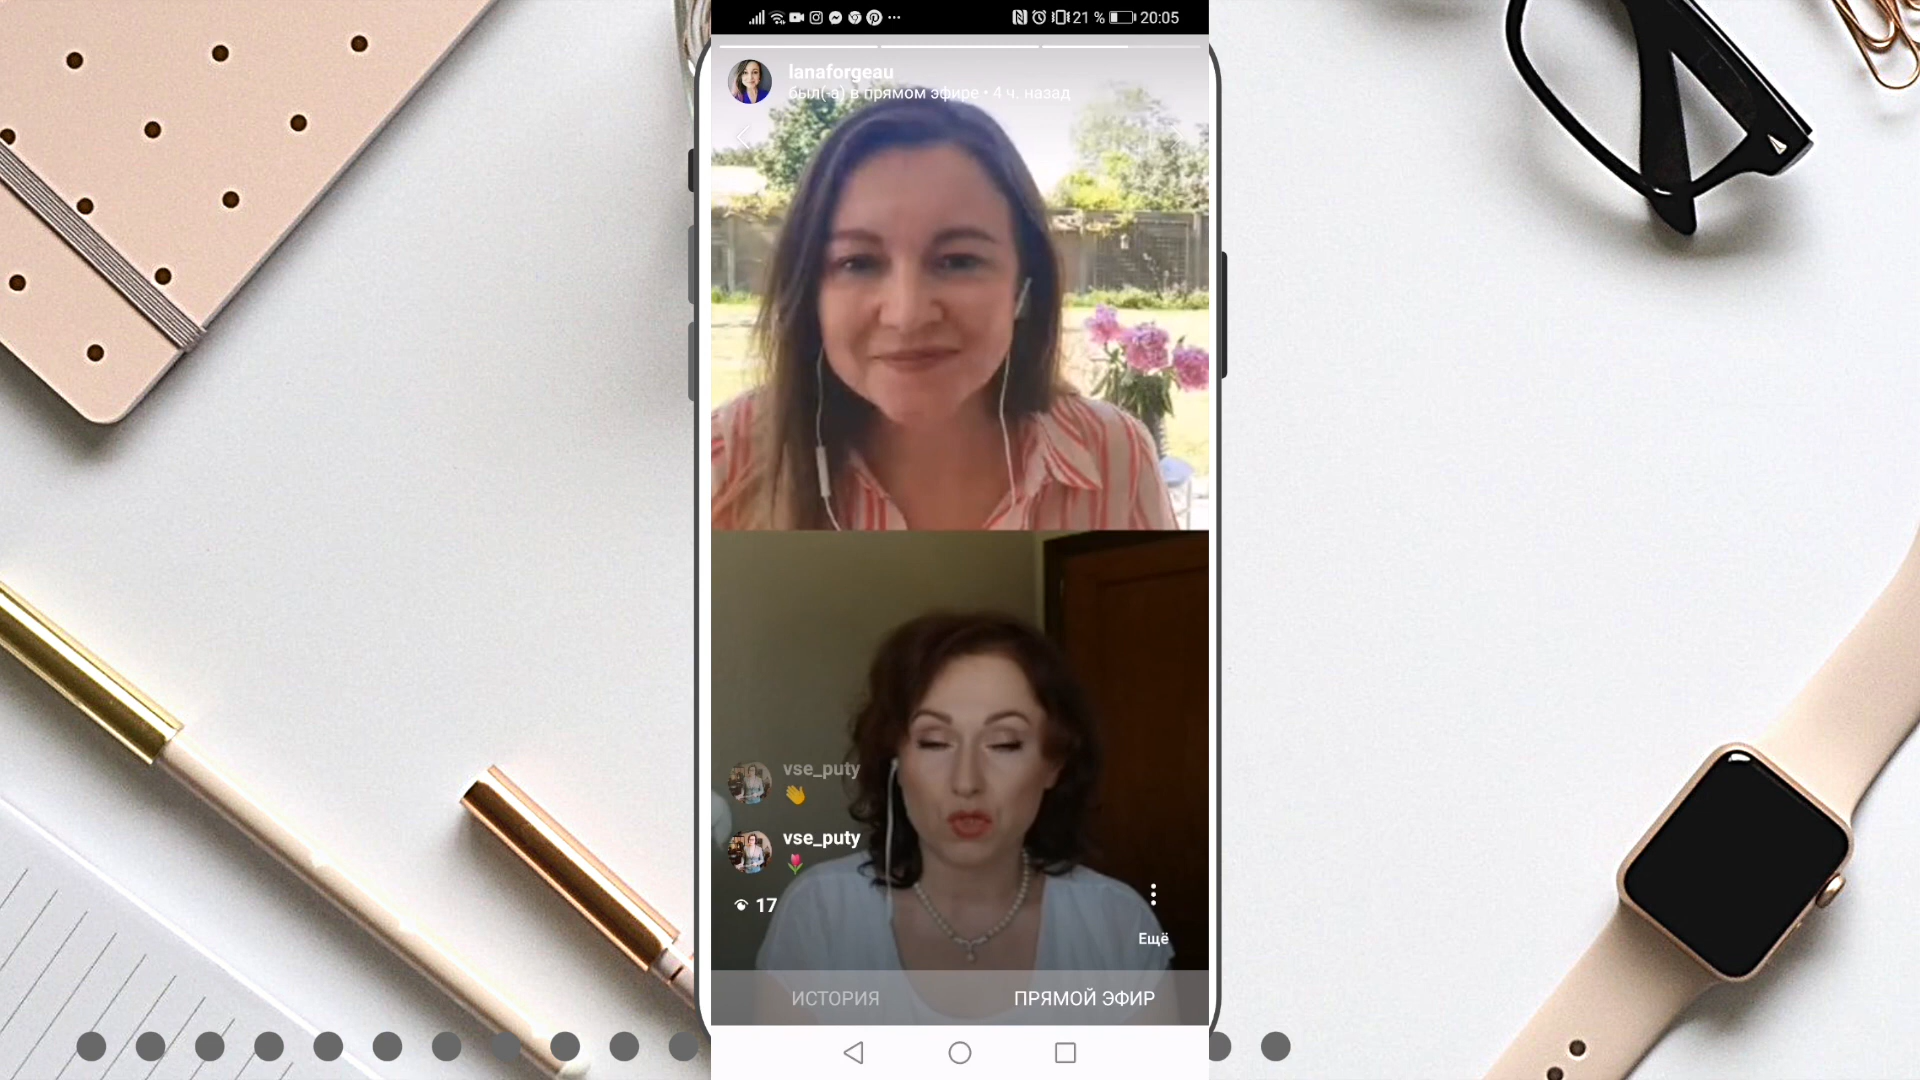 21 % 20:05
lanaforgeau
был(-а) в прямом эфире • 4 ч. назад
vse_puty
vse_puty
17
Ещё
ИСТОРИЯ
ПРЯМОЙ ЭФИР